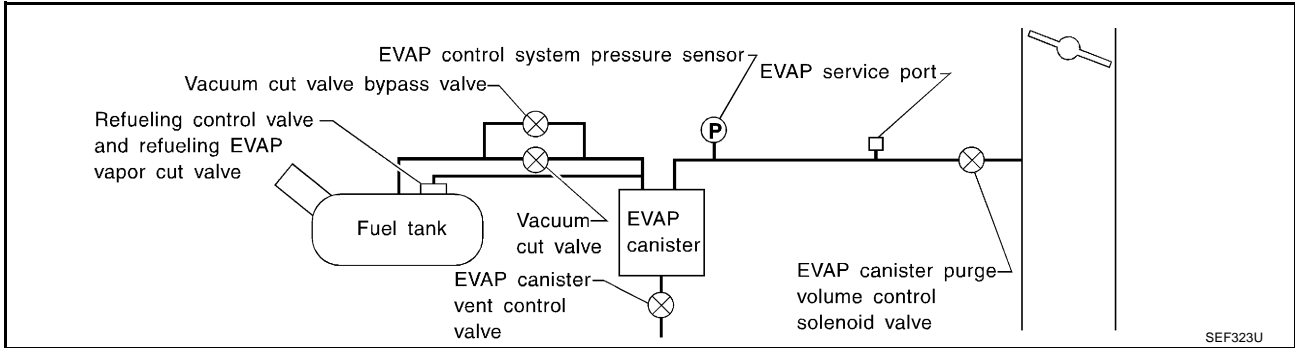 EVAP control system pressure sensor
EVAP service port
Vacuum cut valve bypass valve
Refueling control valve
and refueling EVAP
vapor cut valve
P
Fuel tank
Vacuum
cut valve
EVAP
canister
EVAP canister
vent control
valve
EVAP canister purge
volume control
solenoid valve
SEF323U